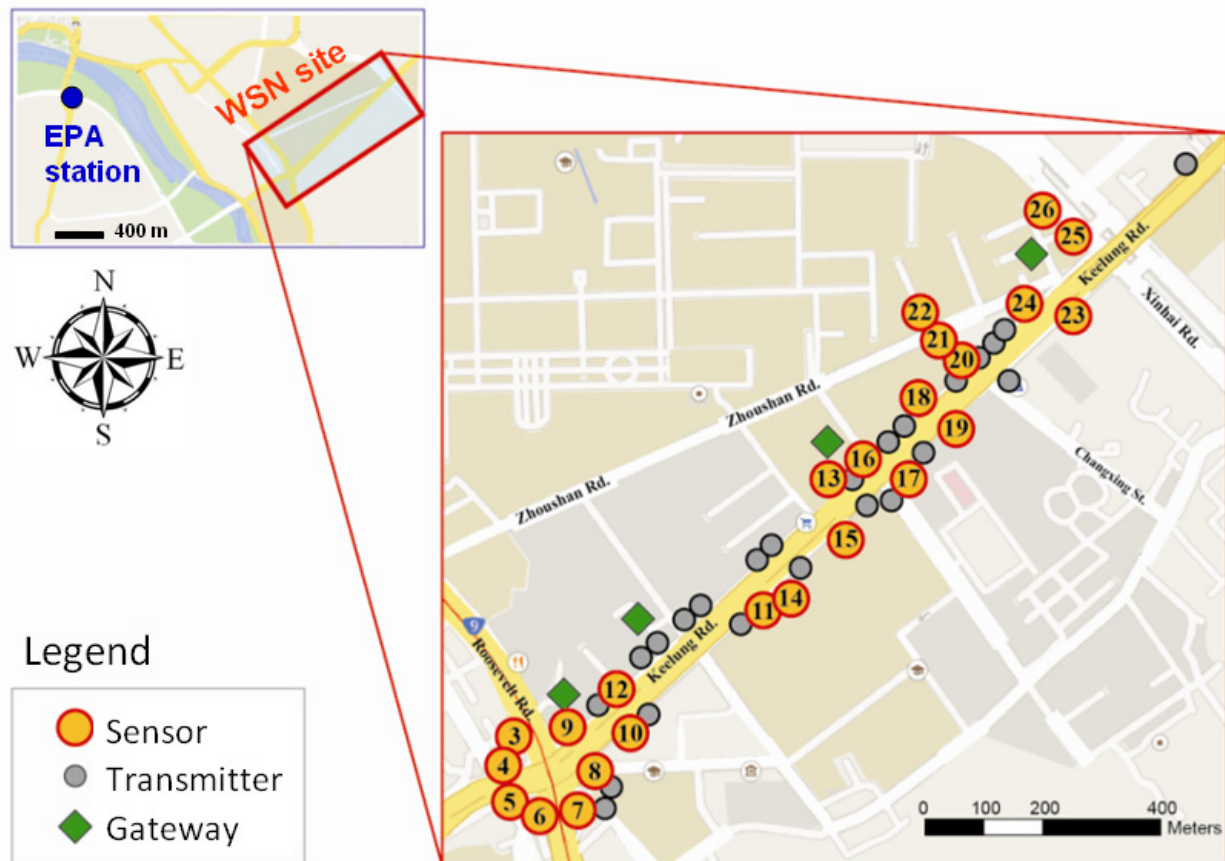 WSN site
EPA
station
400 m
N
W
E
S
26
25
Keelung Rd.
22
24
23
Xinhai Rd.
21
20
Zhoushan Rd.
18
19
16
13
17
Changxing St.
Zhoushan Rd.
15
14
11
9
Keelung Rd.
Roosevelt Rd.
12
3
9
10
4
8
5
6
7
Legend
Sensor
Transmitter
Gateway
0 100 200 400
Meters